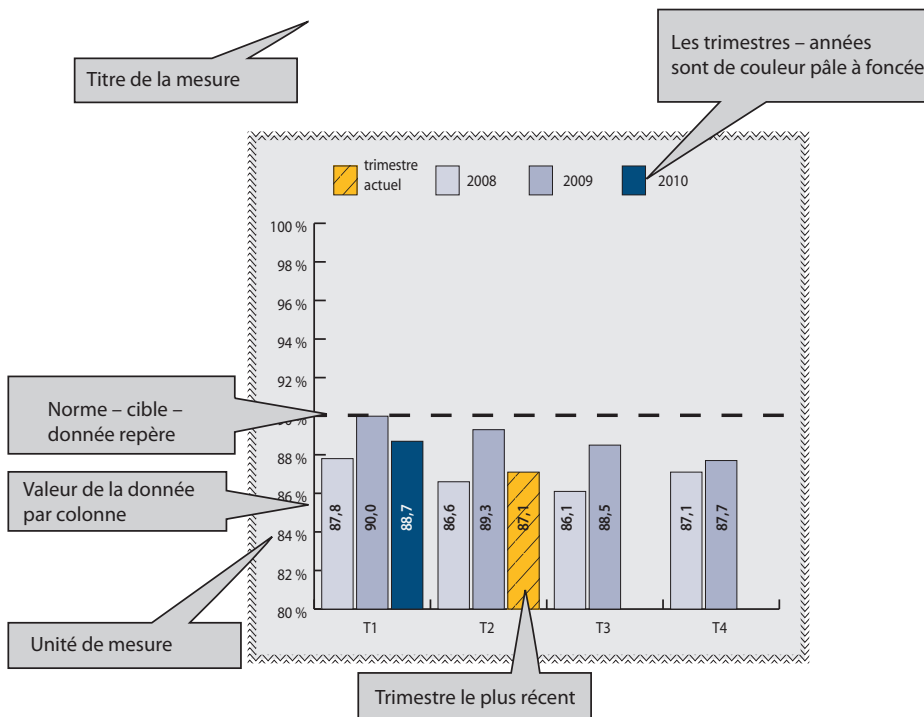 Titre de la mesure
Les trimestres – années
sont de couleur pâle à foncée
trimestre
actuel
2008
2009
2010
100 %
98 %
96 %
94 %
92 %
Norme – cible –
donnée repère
88 %
Valeur de la donnée
par colonne
86 %
84 %
82 %
80 %
87,8
90,0
88,7
86,6
89,3
87,1
86,1
88,5
87,1
87,7
T1
T2
T3
T4
Unité de mesure
Trimestre le plus récent